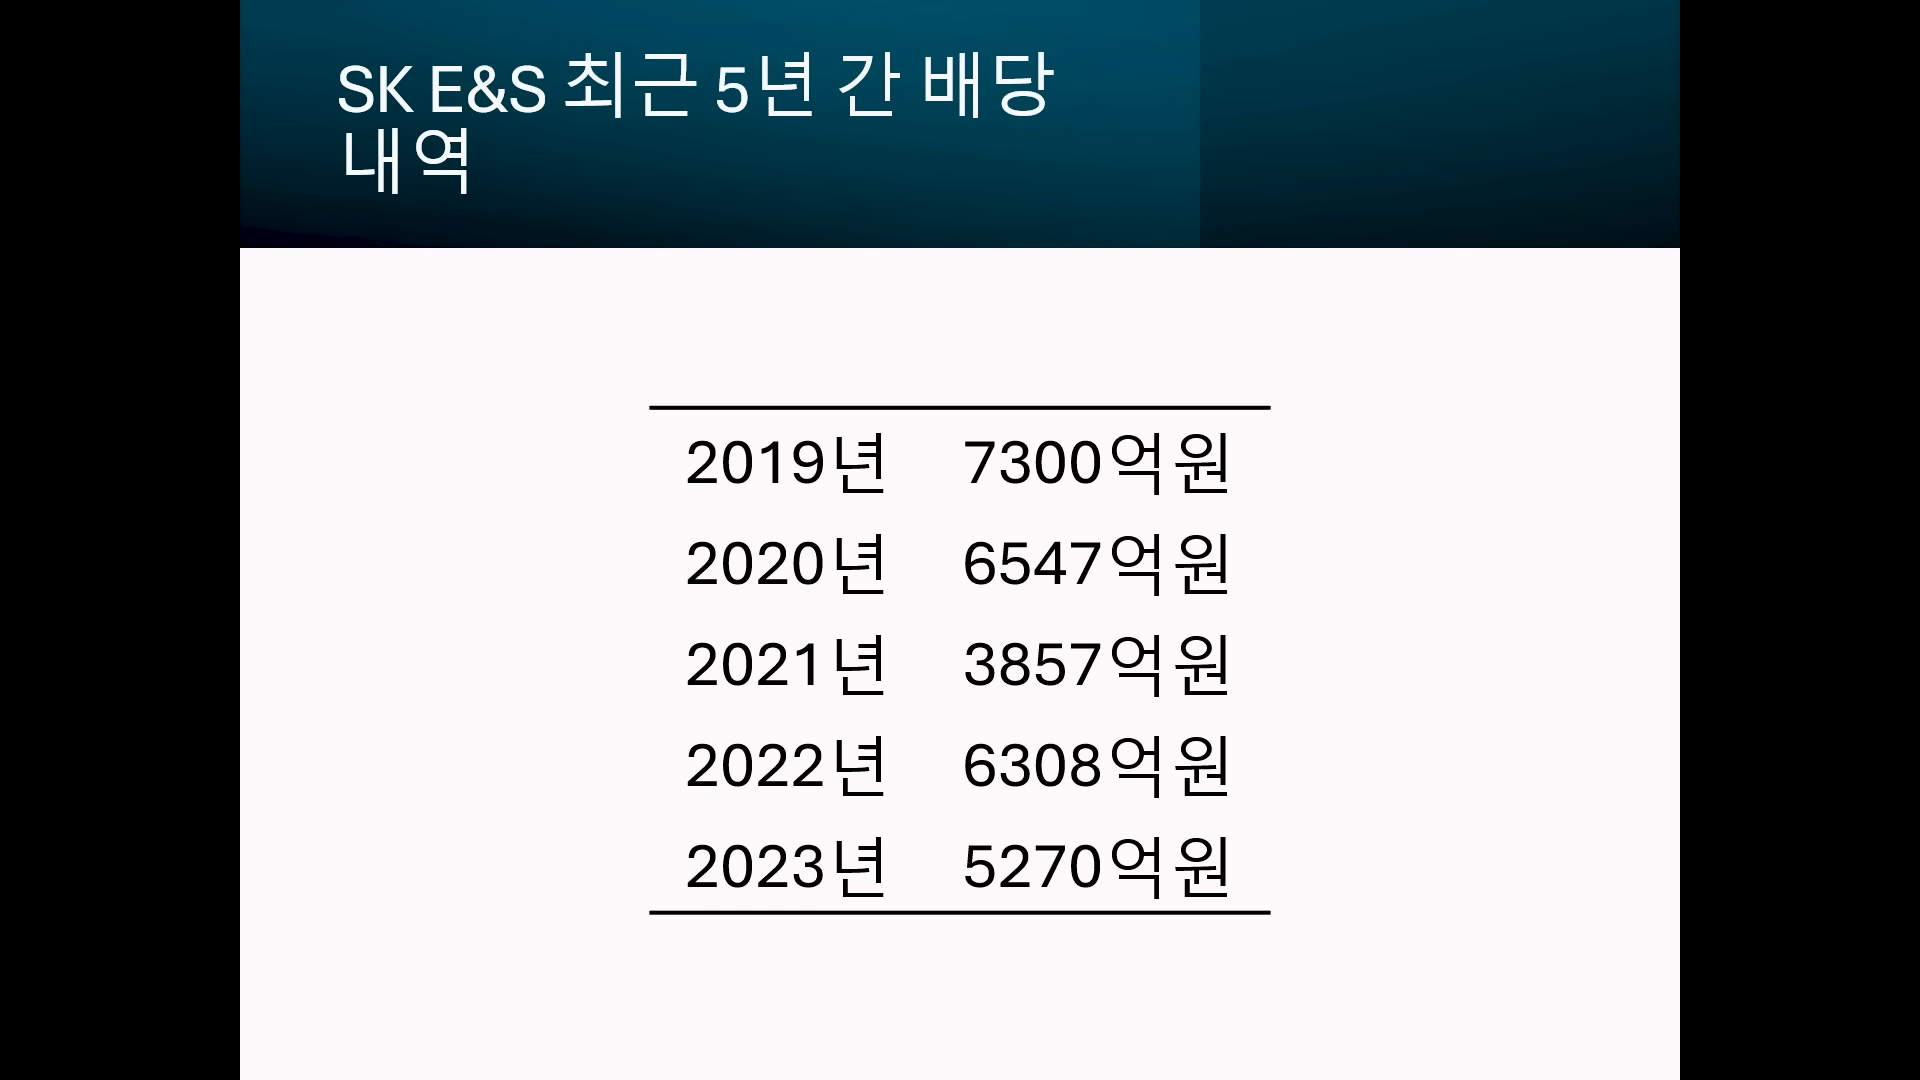 SK E&S 최근 5년 간 배당
내역
2019년 7300억원
2020년 6547억원
2021년 3857억원
2022년 6308억원
2023년 5270억원